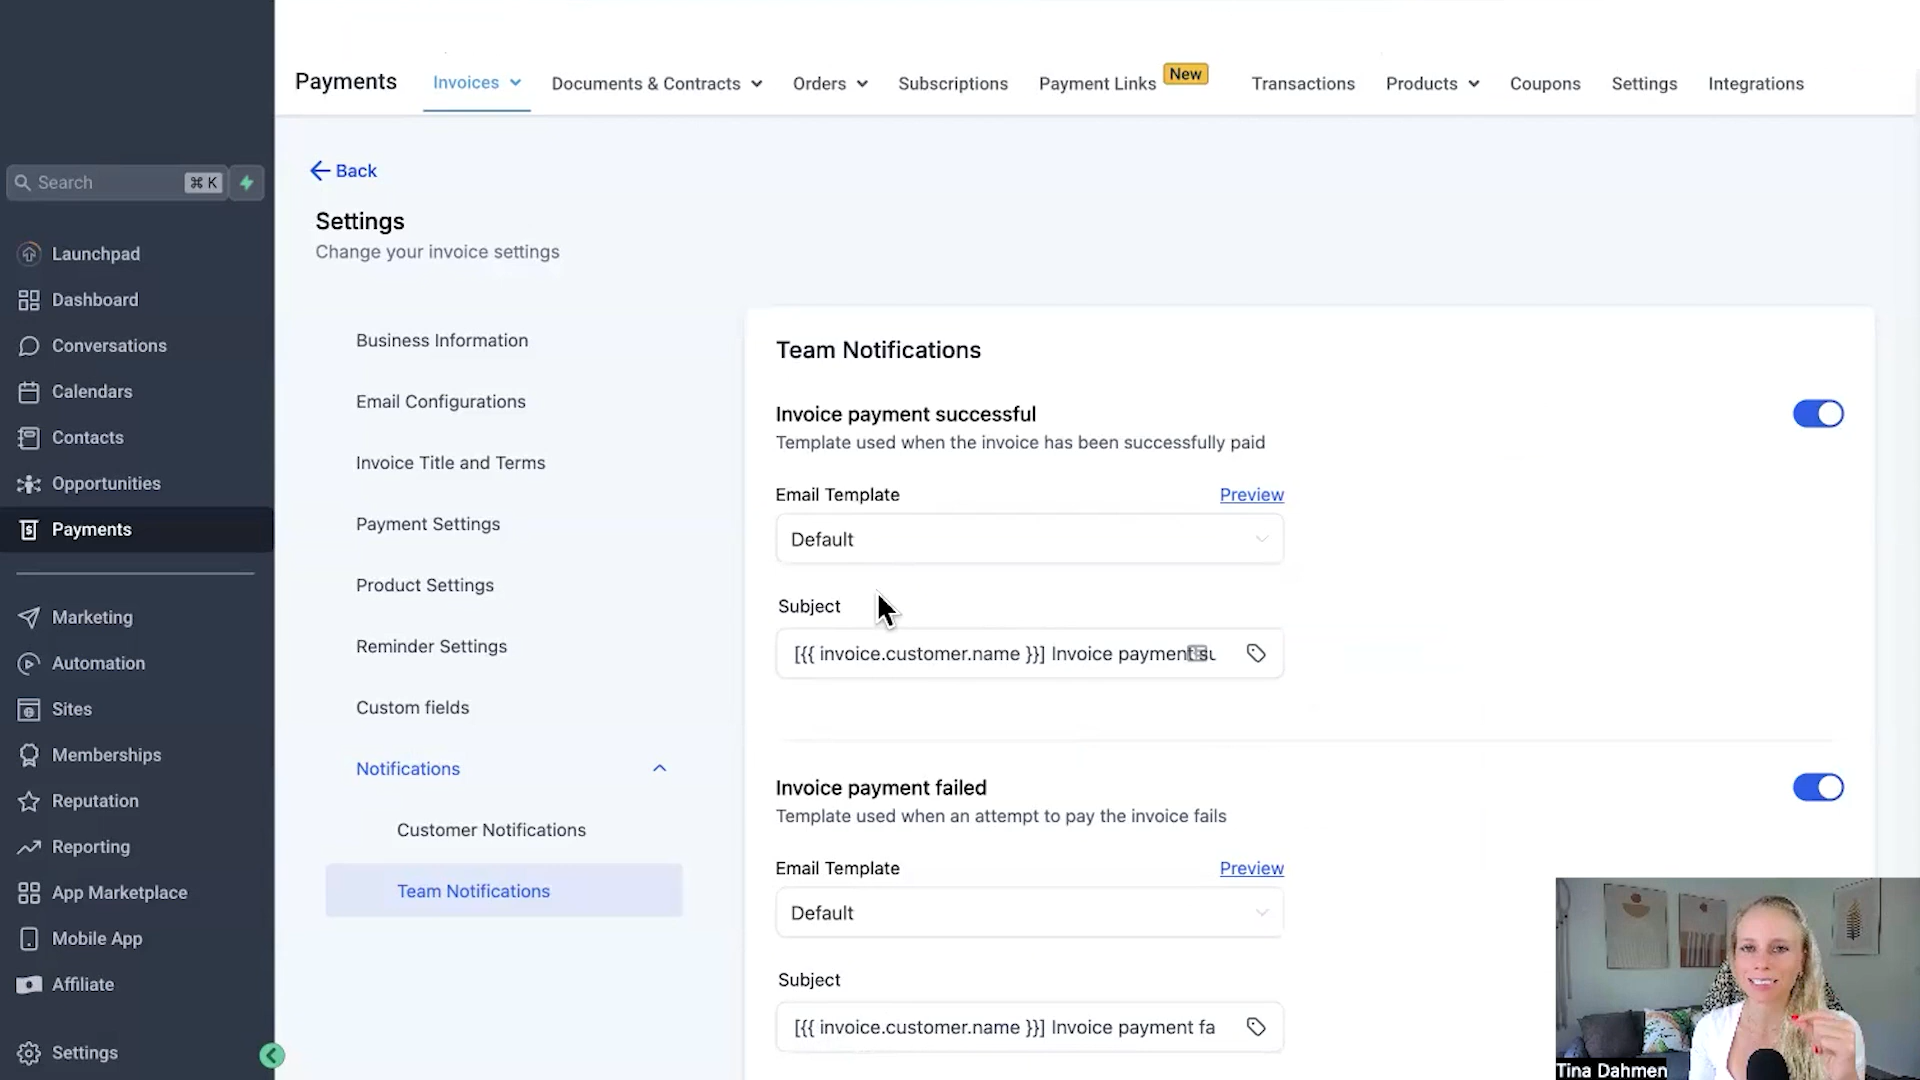 Payments
Invoices
Documents & Contracts
Orders
Subscriptions
Payment Links
New
Transactions
Products
Coupons
Settings
Integrations
Search
⌘ K
Launchpad
Dashboard
Conversations
Calendars
Contacts
Opportunities
Payments
Marketing
Automation
Sites
Memberships
Reputation
Reporting
App Marketplace
Mobile App
Affiliate
Settings
Back
Settings
Change your invoice settings
Business Information
Email Configurations
Invoice Title and Terms
Payment Settings
Product Settings
Reminder Settings
Custom fields
Notifications
Customer Notifications
Team Notifications
Team Notifications
Invoice payment successful
Template used when the invoice has been successfully paid
Email Template
Preview
Default
Subject
[{{ invoice.customer.name }}] Invoice payment
Invoice payment failed
Template used when an attempt to pay the invoice fails
Email Template
Preview
Default
Subject
[{{ invoice.customer.name }}] Invoice payment fa
Tina Dahmen